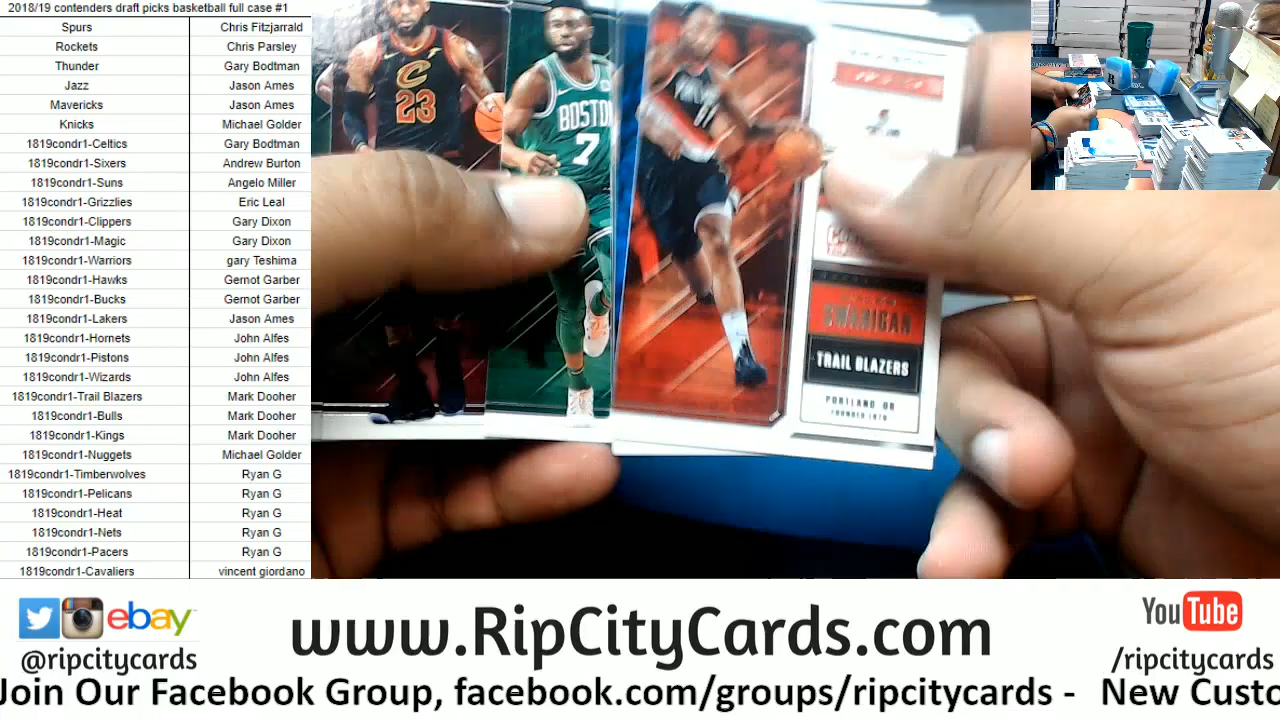 2018/19 contenders draft picks basketball full case #1
Spurs Chris Fitzjarrald
Rockets Chris Parsley
Thunder Gary Bodtman
Jazz Jason Ames
Mavericks Jason Ames
Knicks Michael Golder
1819condr1-Celtics Gary Bodtman
1819condr1-Sixers Andrew Burton
1819condr1-Suns Angelo Miller
1819condr1-Grizzlies Eric Leal
1819condr1-Clippers Gary Dixon
1819condr1-Magic Gary Dixon
1819condr1-Warriors gary Teshima
1819condr1-Hawks Gernot Garber
1819condr1-Bucks Gernot Garber
1819condr1-Lakers Jason Ames
1819condr1-Hornets John Alfes
1819condr1-Pistons John Alfes
1819condr1-Wizards John Alfes
1819condr1-Trail Blazers Mark Dooher
1819condr1-Bulls Mark Dooher
1819condr1-Kings Mark Dooher
1819condr1-Nuggets Michael Golder
1819condr1-Timberwolves Ryan G
1819condr1-Pelicans Ryan G
1819condr1-Heat Ryan G
1819condr1-Nets Ryan G
1819condr1-Pacers Ryan G
1819condr1-Cavaliers vincent giordano
C
23
BOSTON
7
SWANIGAN
TRAIL BLAZERS
PORTLAND, OR
FOUNDED 1970
ebay
@ripcitycards
www.RipCityCards.com
YouTube
/ripcitycards
Join Our Facebook Group, facebook.com/groups/ripcitycards - New Custo